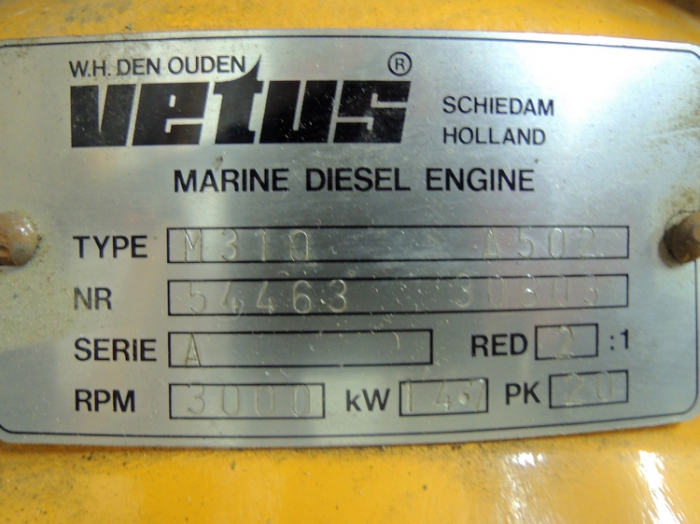 W.H. DEN OUDEN
vetus ®
SCHIEDAM
HOLLAND
MARINE DIESEL ENGINE
TYPE M310 A502
NR 54463 30303
SERIE A RED 2 :1
RPM 3000 kW 14.7 PK 20